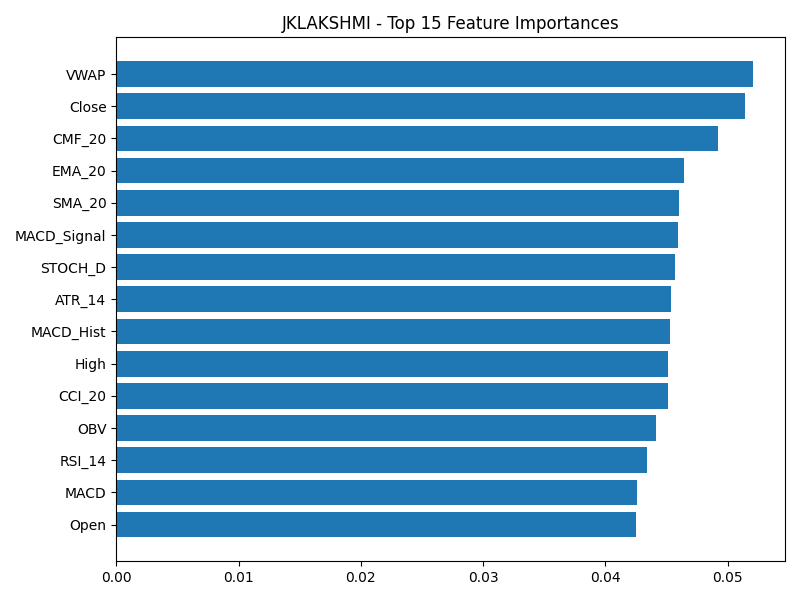 JKLAKSHMI - Top 15 Feature Importances
VWAP
Close
CMF_20
EMA_20
SMA_20
MACD_Signal
STOCH_D
ATR_14
MACD_Hist
High
CCI_20
OBV
RSI_14
MACD
Open
0.00 0.01 0.02 0.03 0.04 0.05